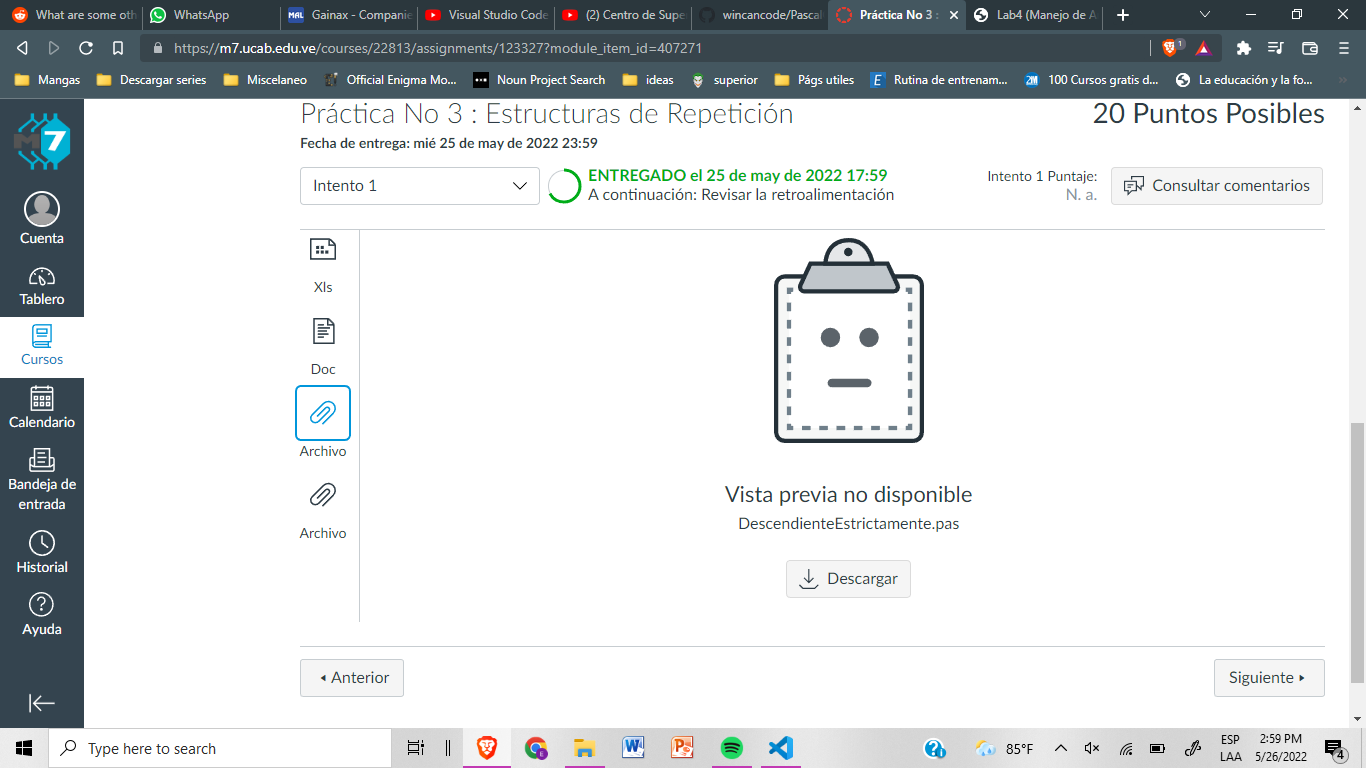 What are some oth
WhatsApp
MAL
Gainax - Companie
Visual Studio Code
(2) Centro de Supe
wincancode/Pascal
Práctica No 3 :
Lab4 (Manejo de A
https://m7.ucab.edu.ve/courses/22813/assignments/123327?module_item_id=407271
1
Mangas
Descargar series
Miscelaneo
Official Enigma Mo...
Noun Project Search
ideas
superior
Págs utiles
E
Rutina de entrenam...
2M
100 Cursos gratis d...
La educación y la fo...
»
M7
Cuenta
Tablero
Cursos
Calendario
Bandeja de
entrada
Historial
Ayuda
Práctica No 3 : Estructuras de Repetición
20 Puntos Posibles
Fecha de entrega: mié 25 de may de 2022 23:59
Intento 1
ENTREGADO el 25 de may de 2022 17:59
A continuación: Revisar la retroalimentación
Intento 1 Puntaje:
N. a.
Consultar comentarios
Xls
Doc
Archivo
Archivo
Vista previa no disponible
DescendienteEstrictamente.pas
Descargar
Anterior
Siguiente
Type here to search
E
85°F
ESP
LAA
2:59 PM
5/26/2022
4